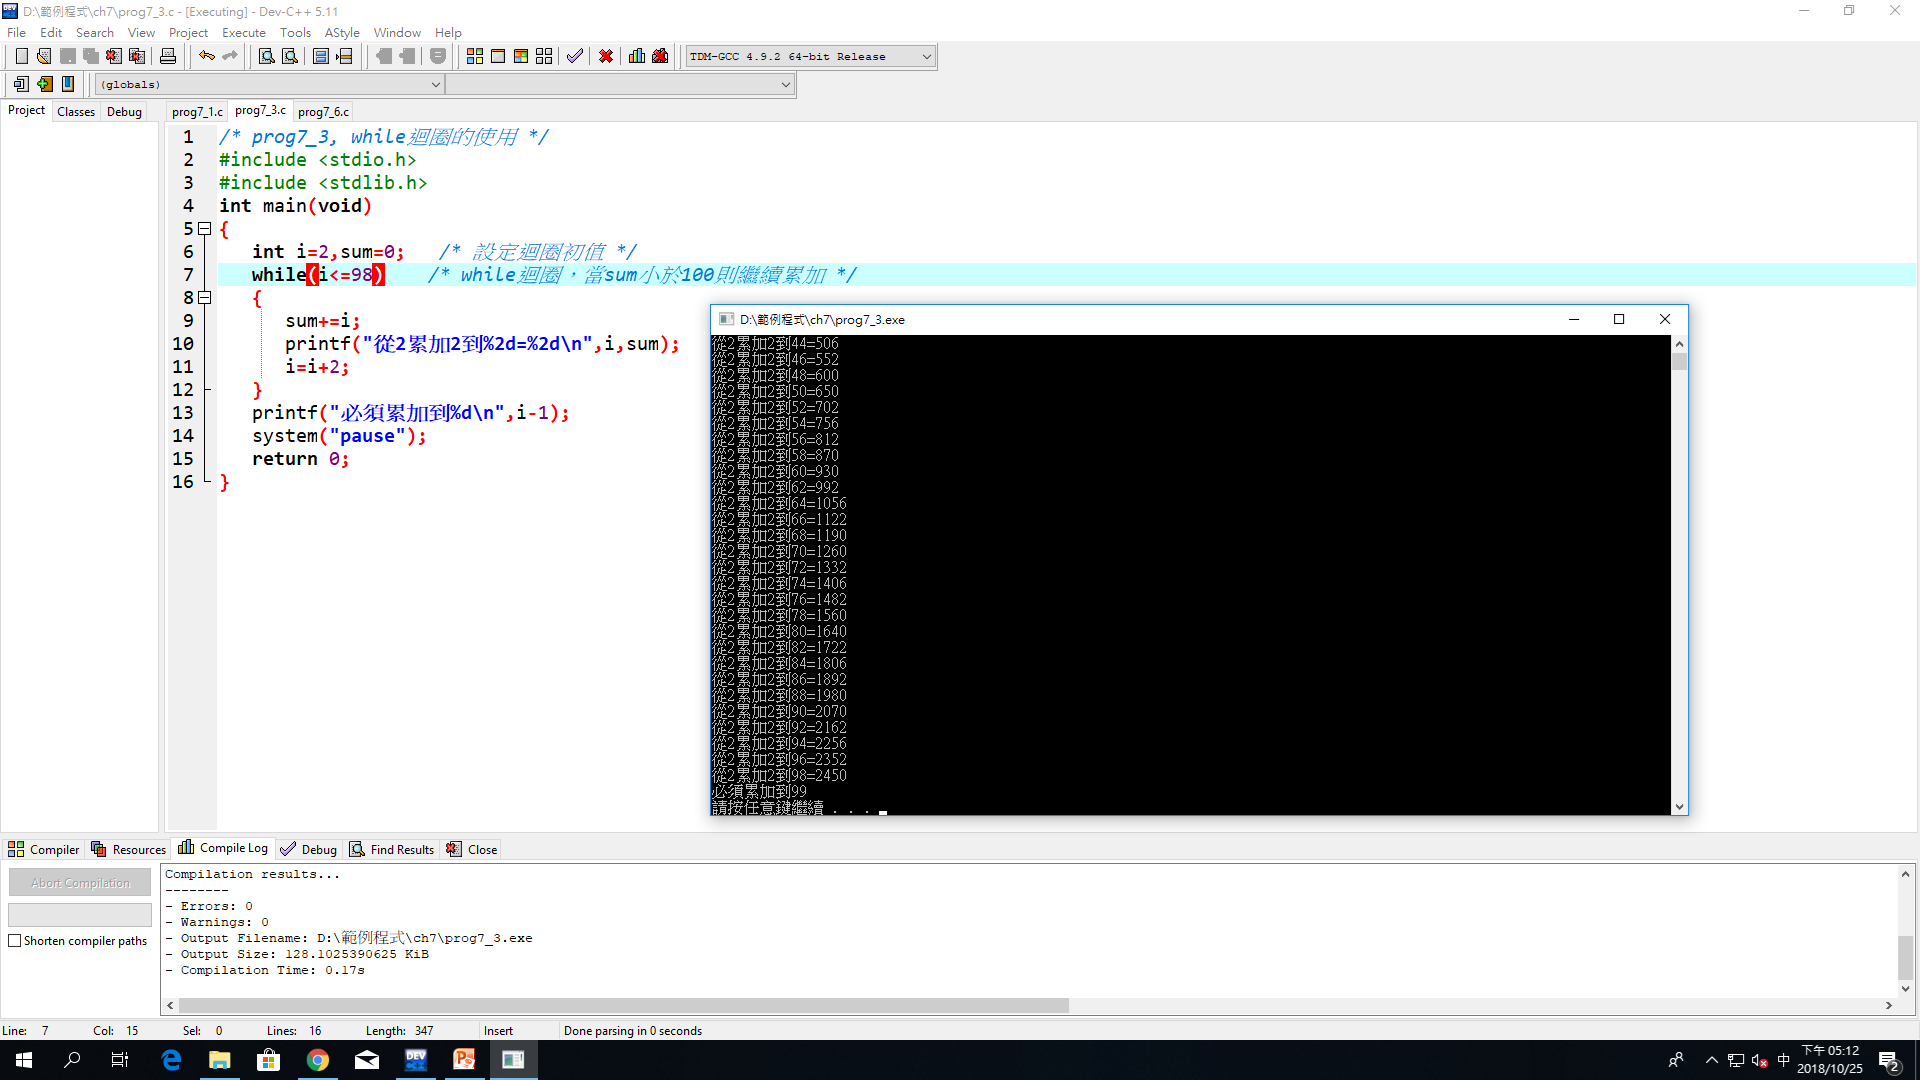 D:\範例程式\ch7\prog7_3.c - [Executing] - Dev-C++ 5.11
File Edit Search View Project Execute Tools AStyle Window Help
TDM-GCC 4.9.2 64-bit Release
(globals)
Project Classes Debug prog7_1.c prog7_3.c prog7_6.c
1 /* prog7_3, while迴圈的使用 */
2 #include <stdio.h>
3 #include <stdlib.h>
4 int main(void)
5 {
6 int i=2,sum=0; /* 設定迴圈初值 */
7 while(i<=98) /* while迴圈，當sum小於100則繼續累加 */
8 {
9 sum+=i;
10 printf("從2累加2到%2d=%2d\n",i,sum);
11 i=i+2;
12 }
13 printf("必須累加到%d\n",i-1);
14 system("pause");
15 return 0;
16 }
D:\範例程式\ch7\prog7_3.exe
從2累加2到44=506
從2累加2到46=552
從2累加2到48=600
從2累加2到50=650
從2累加2到52=702
從2累加2到54=756
從2累加2到56=812
從2累加2到58=870
從2累加2到60=930
從2累加2到62=992
從2累加2到64=1056
從2累加2到66=1122
從2累加2到68=1190
從2累加2到70=1260
從2累加2到72=1332
從2累加2到74=1406
從2累加2到76=1482
從2累加2到78=1560
從2累加2到80=1640
從2累加2到82=1722
從2累加2到84=1806
從2累加2到86=1892
從2累加2到88=1980
從2累加2到90=2070
從2累加2到92=2162
從2累加2到94=2256
從2累加2到96=2352
從2累加2到98=2450
必須累加到99
請按任意鍵繼續 . . .
Compiler Resources Compile Log Debug Find Results Close
Abort Compilation
Shorten compiler paths
Compilation results...
--------
- Errors: 0
- Warnings: 0
- Output Filename: D:\範例程式\ch7\prog7_3.exe
- Output Size: 128.1025390625 KiB
- Compilation Time: 0.17s
Line: 7 Col: 15 Sel: 0 Lines: 16 Length: 347 Insert Done parsing in 0 seconds
中
下午 05:12
2018/10/25
2